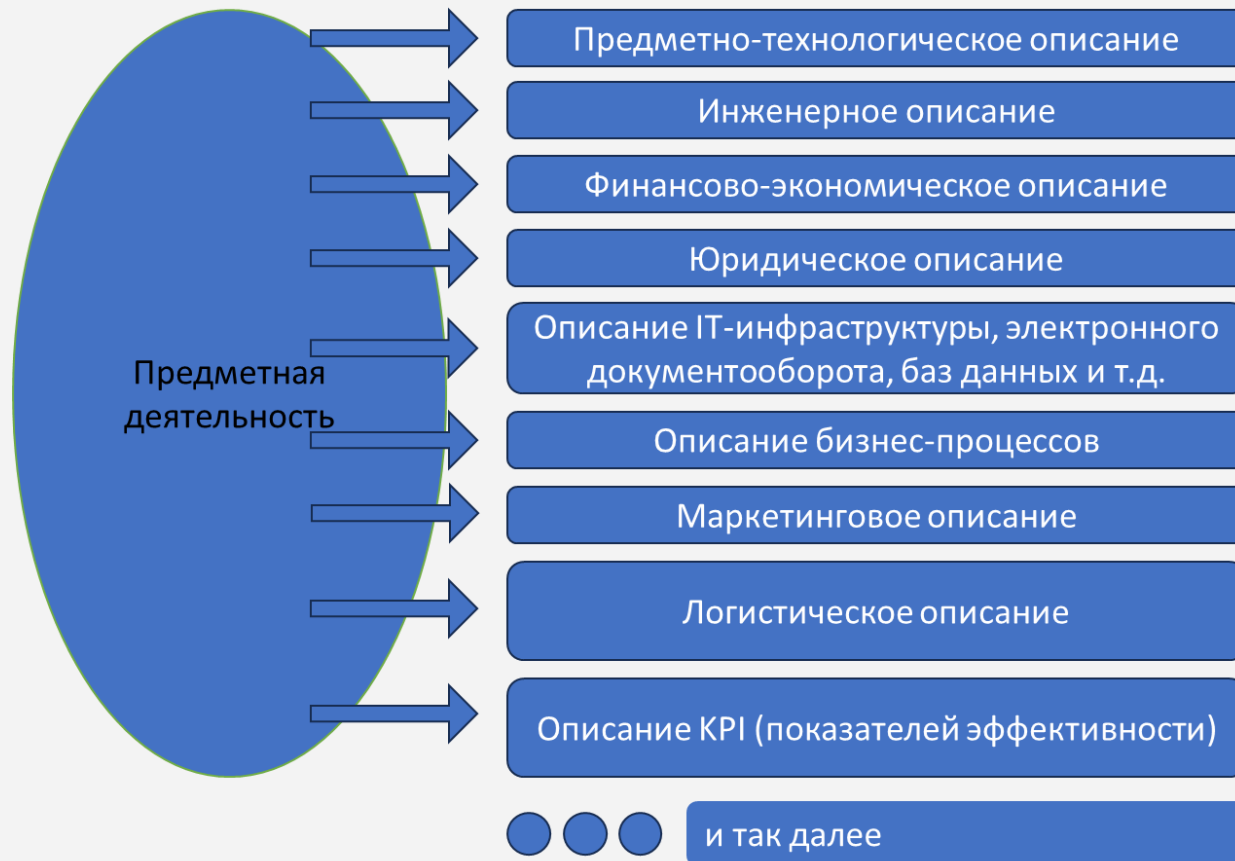 Предметно-технологическое описание
Инженерное описание
Финансово-экономическое описание
Юридическое описание
Описание IT-инфраструктуры, электронного
документооборота, баз данных и т.д.
Предметная
деятельность
Описание бизнес-процессов
Маркетинговое описание
Логистическое описание
Описание KPI (показателей эффективности)
и так далее